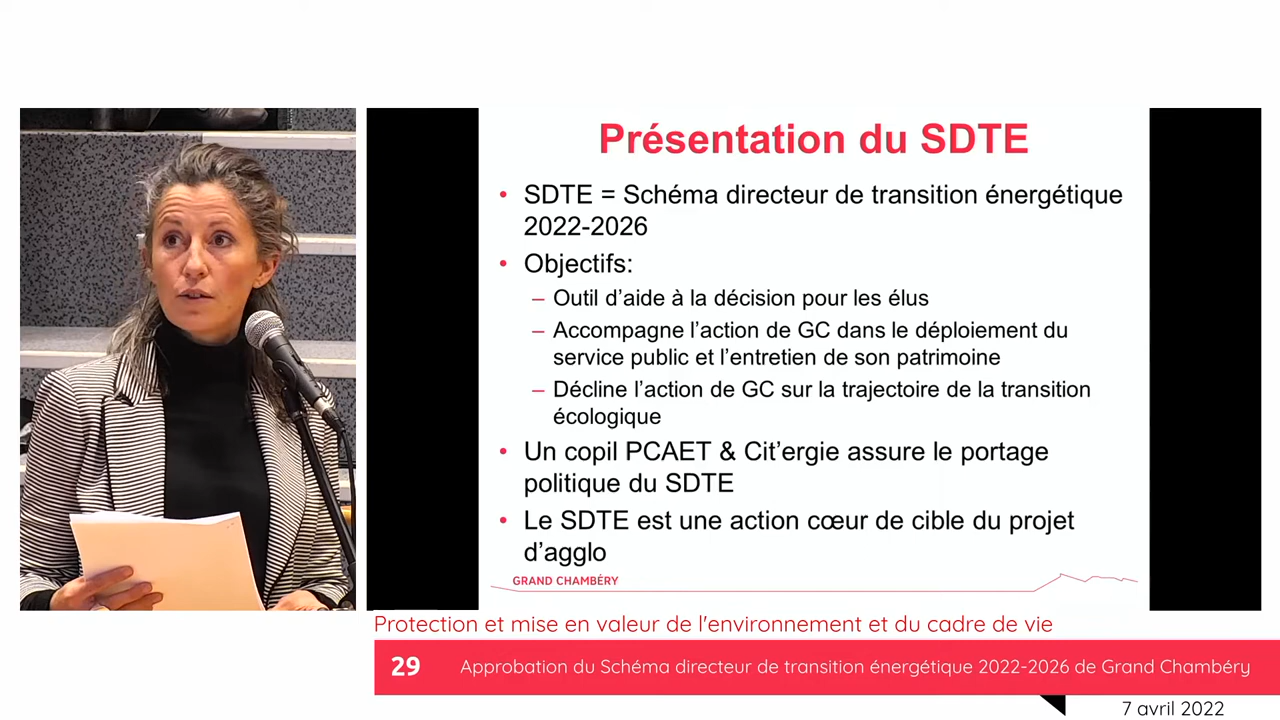 Présentation du SDTE
• SDTE = Schéma directeur de transition énergétique
2022-2026
• Objectifs:
– Outil d’aide à la décision pour les élus
– Accompagne l’action de GC dans le déploiement du
service public et l’entretien de son patrimoine
– Décline l’action de GC sur la trajectoire de la transition
écologique
• Un copil PCAET & Cit’ergie assure le portage
politique du SDTE
• Le SDTE est une action cœur de cible du projet
d’agglo
GRAND CHAMBÉRY
Protection et mise en valeur de l'environnement et du cadre de vie
29 Approbation du Schéma directeur de transition énergétique 2022-2026 de Grand Chambéry
7 avril 2022